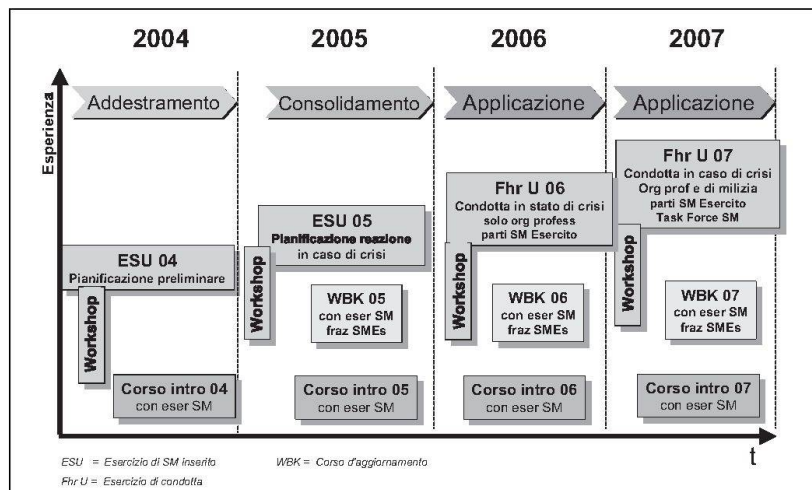 2004
2005
2006
2007
Addestramento
Consolidamento
Applicazione
Applicazione
Esperienza
Fhr U 07
Condotta in caso di crisi
Org prof e di milizia
parti SM Esercito
Task Force SM
Fhr U 06
Condotta in stato di crisi
solo org profess
parti SM Esercito
ESU 05
Pianificazione reazione
in caso di crisi
ESU 04
Pianificazione preliminare
Workshop
Workshop
Workshop
Workshop
WBK 05
con eser SM
fraz SMEs
WBK 06
con eser SM
fraz SMEs
WBK 07
con eser SM
fraz SMEs
Corso intro 04
con eser SM
Corso intro 05
con eser SM
Corso intro 06
con eser SM
Corso intro 07
con eser SM
t
ESU = Esercizio di SM inserito
WBK = Corso d'aggiornamento
Fhr U = Esercizio di condotta